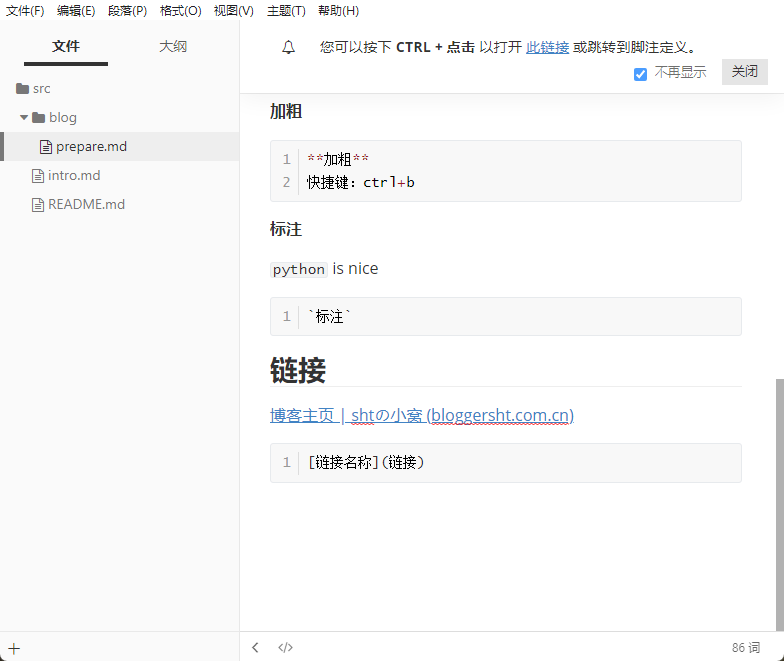 文件(F) 编辑(E) 段落(P) 格式(O) 视图(V) 主题(T) 帮助(H)
文件 大纲
src
blog
prepare.md
intro.md
README.md
您可以按下 CTRL + 点击 以打开 此链接 或跳转到脚注定义。
不再显示 关闭
加粗
1 **加粗**
2 快捷键：ctrl+b
标注
python is nice
1 `标注`
链接
博客主页 | shtの小窝 (bloggersht.com.cn)
1 [链接名称](链接)
+ < </> 86 词